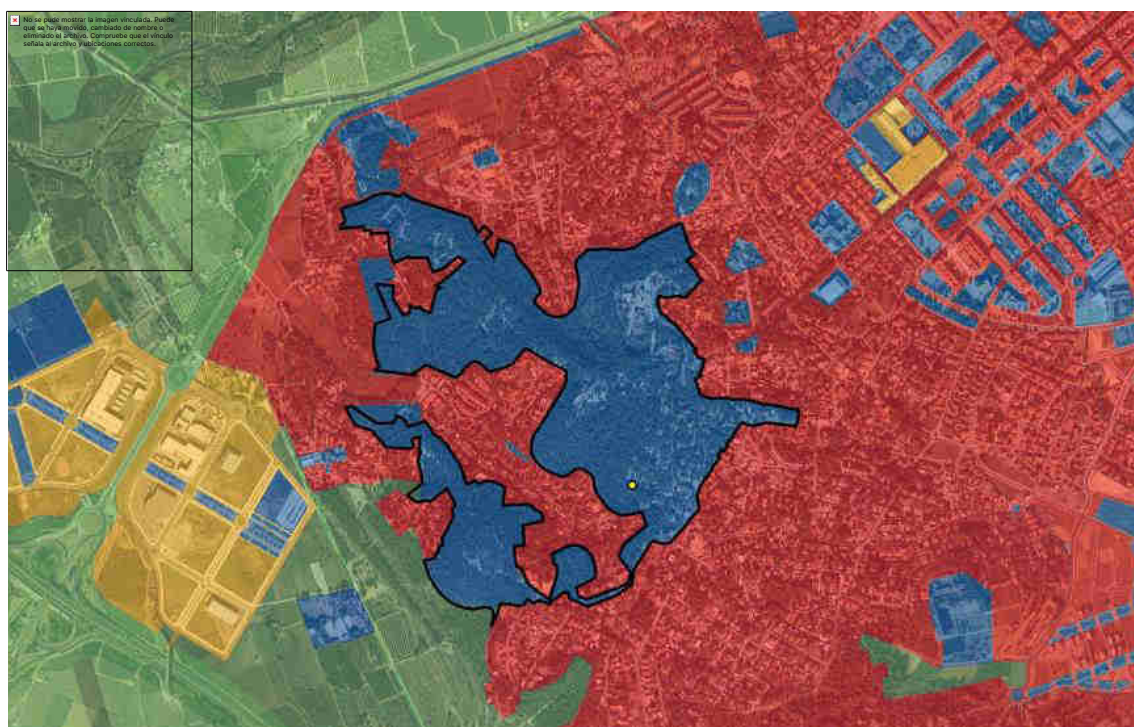 No se puede mostrar la imagen vinculada. Puede
que se haya movido, cambiado de nombre o
eliminado el archivo. Compruebe que el vínculo
señala al archivo y ubicaciones correctos.